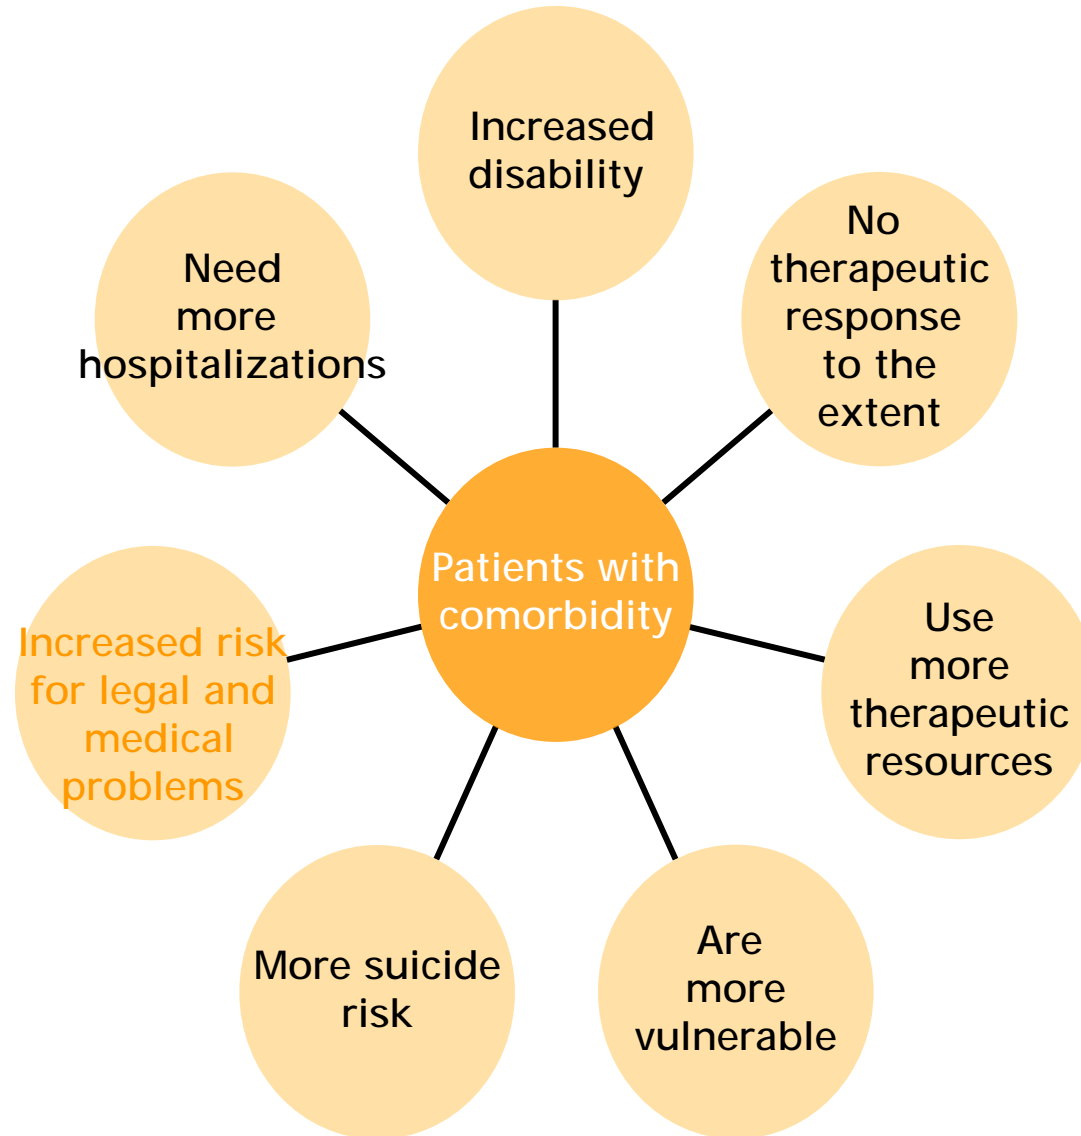 Increased
disability
No
therapeutic
response
to the
extent
Use
more
therapeutic
resources
Are
more
vulnerable
More suicide
risk
Increased risk
for legal and
medical
problems
Need
more
hospitalizations
Patients with
comorbidity